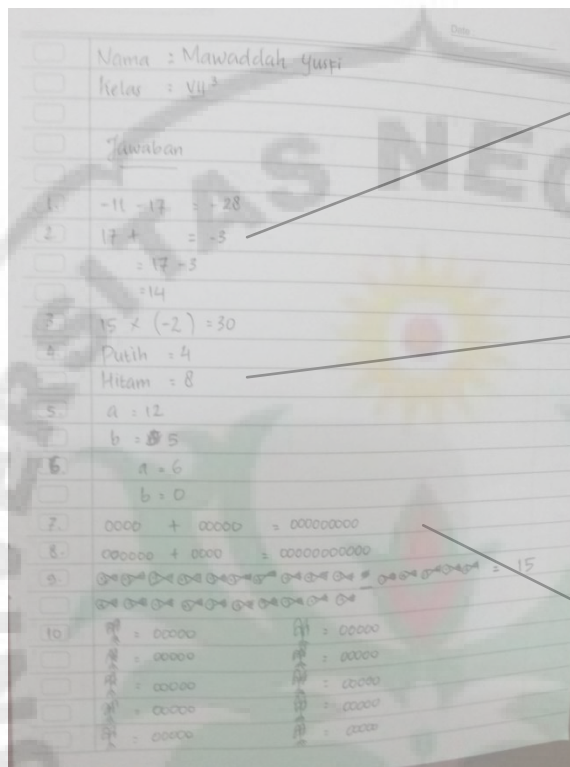 Date
Nama : Mawaddah Yuspi
Kelas : VII³
Jawaban
1. -11 - 17 = -28
2. 17 + = -3
= 17 - 3
= 14
3. 15 × (-2) = 30
4. Putih = 4
Hitam = 8
5. a = 12
b = 5
6. a = 6
b = 0
7. 0000 + 00000 = 000000000
8. 000000 + 0000 = 00000000000
9. = 15
10. = 00000 = 00000
= 00000 = 00000
= 00000 = 00000
= 00000 = 00000
= 00000 = 0000